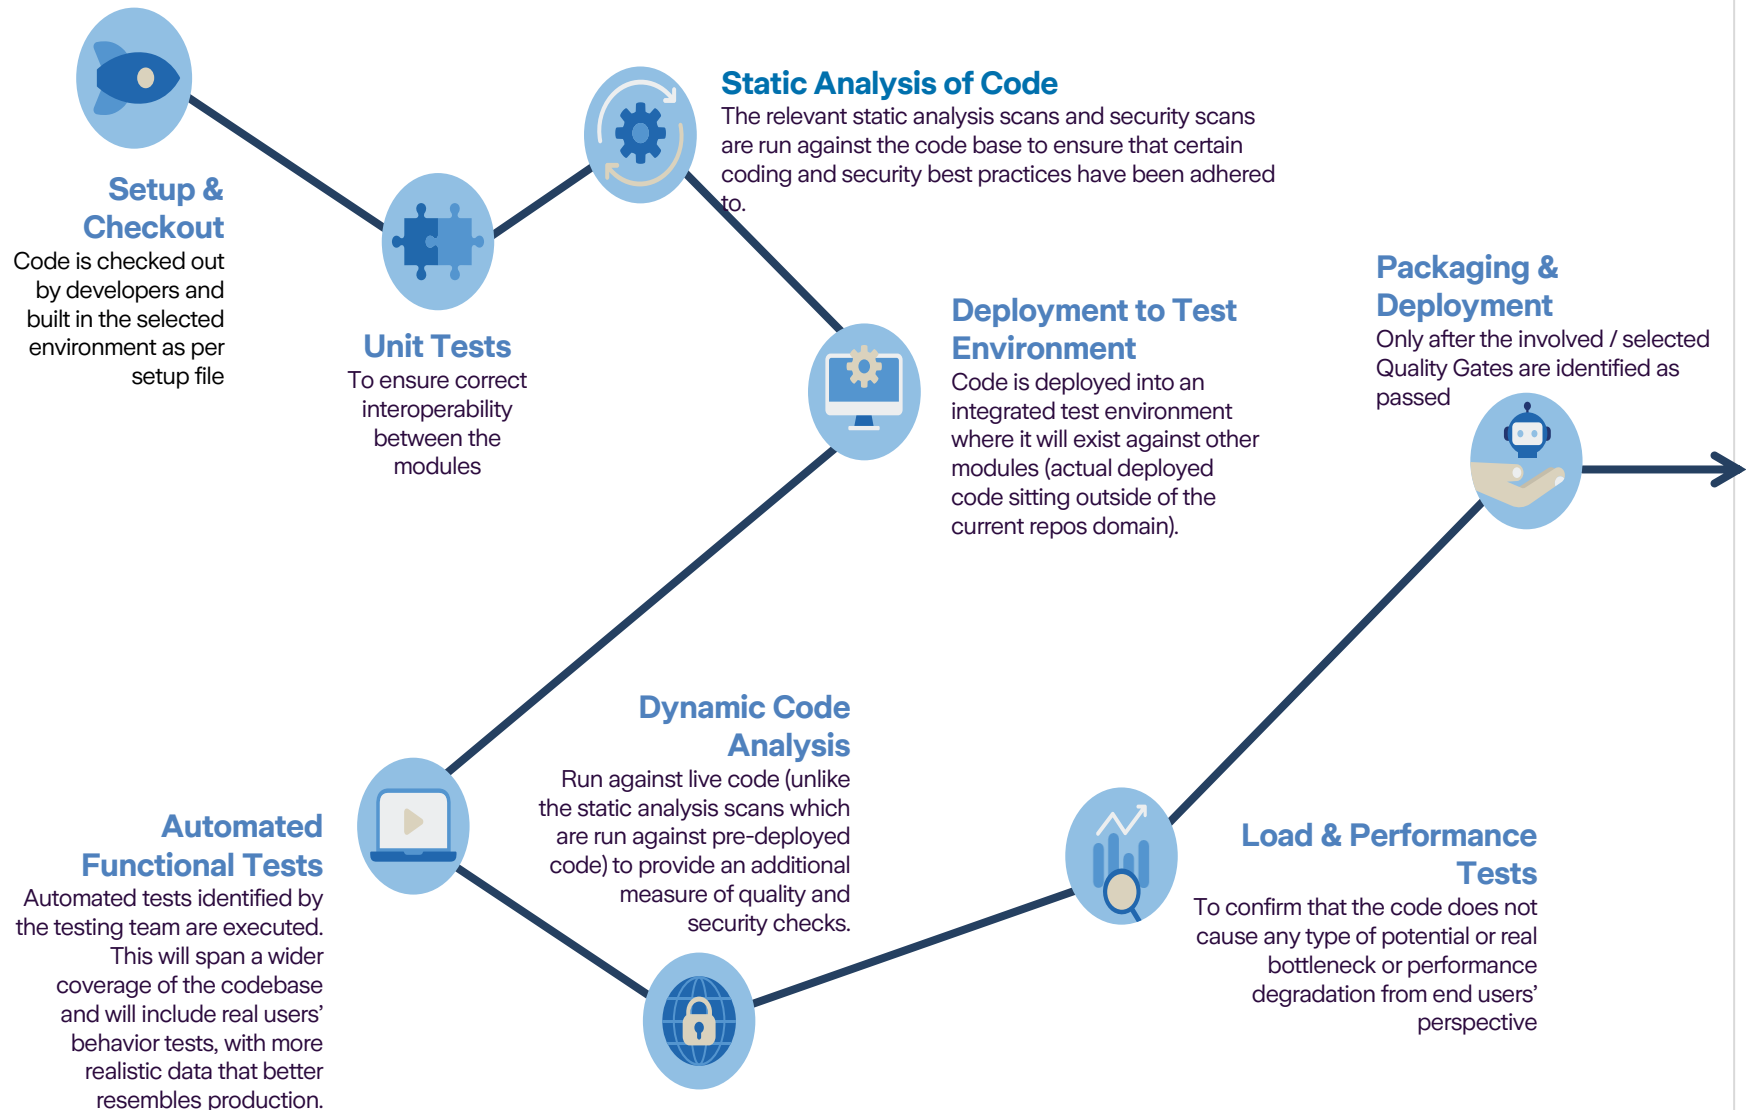 Setup &
Checkout
Code is checked out
by developers and
built in the selected
environment as per
setup file
Unit Tests
To ensure correct
interoperability
between the
modules
Static Analysis of Code
The relevant static analysis scans and security scans
are run against the code base to ensure that certain
coding and security best practices have been adhered
to.
Deployment to Test
Environment
Code is deployed into an
integrated test environment
where it will exist against other
modules (actual deployed
code sitting outside of the
current repos domain).
Automated
Functional Tests
Automated tests identified by
the testing team are executed.
This will span a wider
coverage of the codebase
and will include real users’
behavior tests, with more
realistic data that better
resembles production.
Dynamic Code
Analysis
Run against live code (unlike
the static analysis scans which
are run against pre-deployed
code) to provide an additional
measure of quality and
security checks.
Load & Performance
Tests
To confirm that the code does not
cause any type of potential or real
bottleneck or performance
degradation from end users’
perspective
Packaging &
Deployment
Only after the involved / selected
Quality Gates are identified as
passed